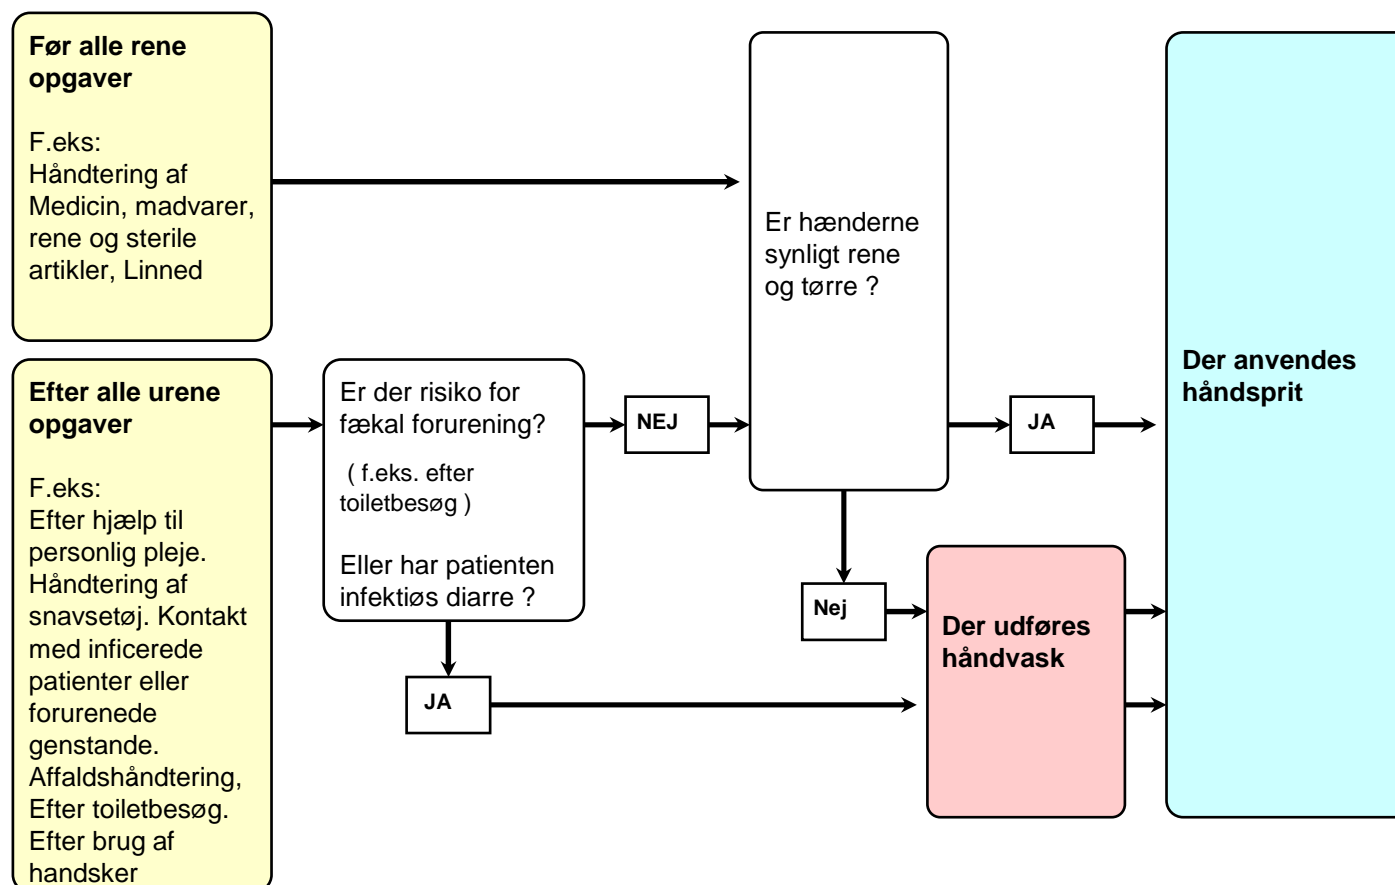 Før alle rene
opgaver
F.eks:
Håndtering af
Medicin, madvarer,
rene og sterile
artikler, Linned
Er hænderne
synligt rene
og tørre ?
Der anvendes
håndsprit
Efter alle urene
opgaver
F.eks:
Efter hjælp til
personlig pleje.
Håndtering af
snavsetøj. Kontakt
med inficerede
patienter eller
forurenede
genstande.
Affaldshåndtering,
Efter toiletbesøg.
Efter brug af
handsker
Er der risiko for
fækal forurening?
( f.eks. efter
toiletbesøg )
Eller har patienten
infektiøs diarre ?
NEJ
JA
Nej
Der udføres
håndvask
JA